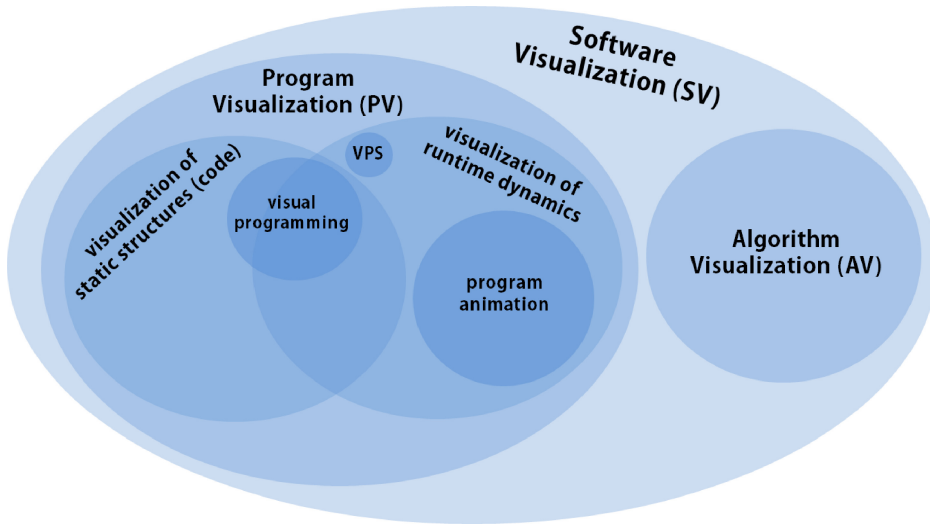 Software
Visualization (SV)
Program
Visualization (PV)
visualization of
static structures (code)
VPS
visualization of
runtime dynamics
visual
programming
program
animation
Algorithm
Visualization (AV)